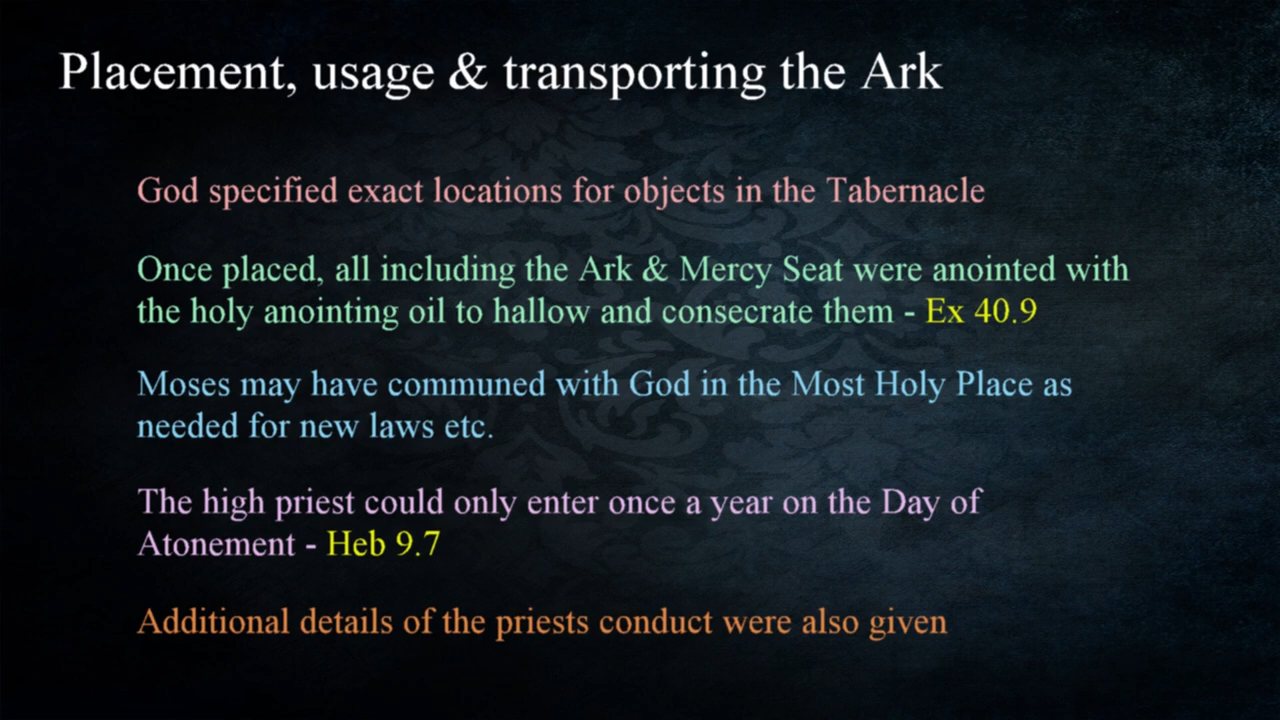 Placement, usage & transporting the Ark
God specified exact locations for objects in the Tabernacle
Once placed, all including the Ark & Mercy Seat were anointed with
the holy anointing oil to hallow and consecrate them - Ex 40.9
Moses may have communed with God in the Most Holy Place as
needed for new laws etc.
The high priest could only enter once a year on the Day of
Atonement - Heb 9.7
Additional details of the priests conduct were also given